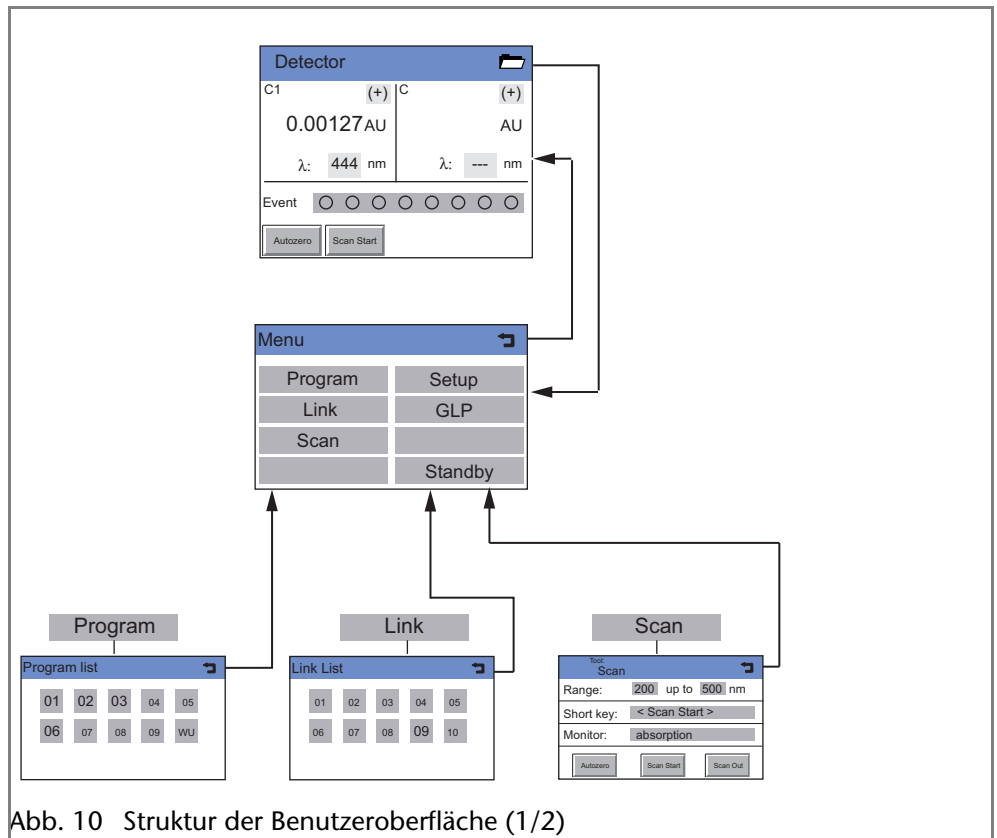 Detector
C1 (+) C (+)
0.00127 AU AU
λ: 444 nm λ: --- nm
Event
Autozero Scan Start
Menu
Program Setup
Link GLP
Scan
Standby
Program Link Scan
Program list
01 02 03 04 05
06 07 08 09 WU
Link List
01 02 03 04 05
06 07 08 09 10
Tool:
Scan
Range: 200 up to 500 nm
Short key: < Scan Start >
Monitor: absorption
Autozero Scan Start Scan Out
Abb. 10 Struktur der Benutzeroberfläche (1/2)